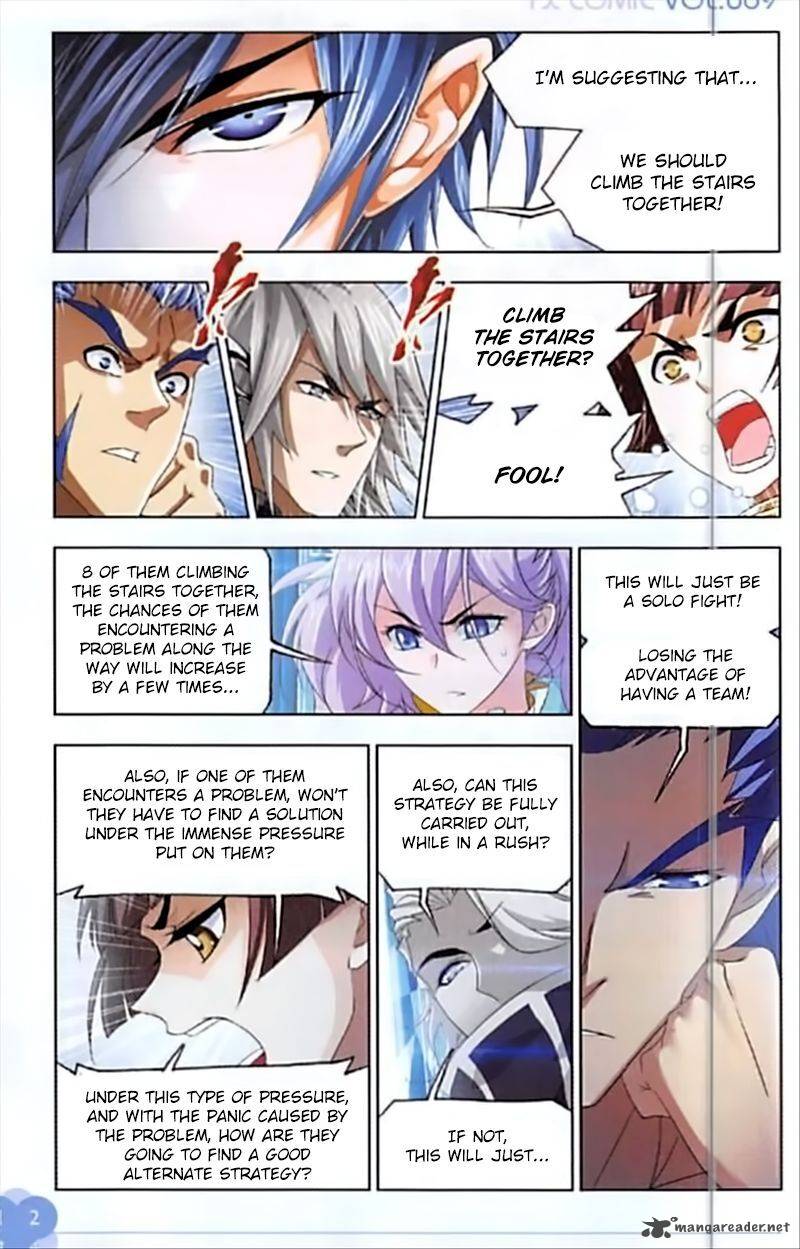 YX COMIC VOL.069
I'M SUGGESTING THAT...
WE SHOULD
CLIMB THE STAIRS
TOGETHER!
CLIMB
THE STAIRS
TOGETHER?
FOOL!
8 OF THEM CLIMBING
THE STAIRS TOGETHER,
THE CHANCES OF THEM
ENCOUNTERING A
PROBLEM ALONG THE
WAY WILL INCREASE
BY A FEW TIMES...
THIS WILL JUST BE
A SOLO FIGHT!
LOSING THE
ADVANTAGE OF
HAVING A TEAM!
ALSO, IF ONE OF THEM
ENCOUNTERS A PROBLEM, WON'T
THEY HAVE TO FIND A SOLUTION
UNDER THE IMMENSE PRESSURE
PUT ON THEM?
UNDER THIS TYPE OF PRESSURE,
AND WITH THE PANIC CAUSED BY
THE PROBLEM, HOW ARE THEY
GOING TO FIND A GOOD
ALTERNATE STRATEGY?
ALSO, CAN THIS
STRATEGY BE FULLY
CARRIED OUT,
WHILE IN A RUSH?
IF NOT,
THIS WILL JUST...
2
mangareader.net